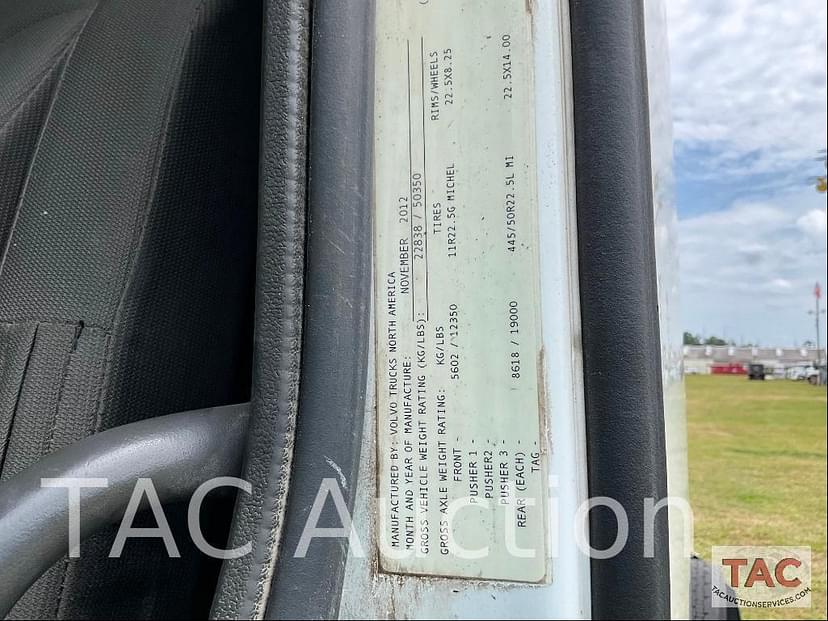 MANUFACTURED BY: VOLVO TRUCKS NORTH AMERICA
MONTH AND YEAR OF MANUFACTURE: NOVEMBER 2012
GROSS VEHICLE WEIGHT RATING (KG/LBS): 22838 / 50350
GROSS AXLE WEIGHT RATING: KG/LBS TIRES RIMS/WHEELS
FRONT - 5602 / 12350 11R22.5G MICHEL 22.5X8.25
PUSHER 1 -
PUSHER2 -
PUSHER 3 -
REAR (EACH) - 8618 / 19000 445/50R22.5L MI 22.5X14.00
TAG -
TAC Auction
TAC
TACAUCTIONSERVICES.COM